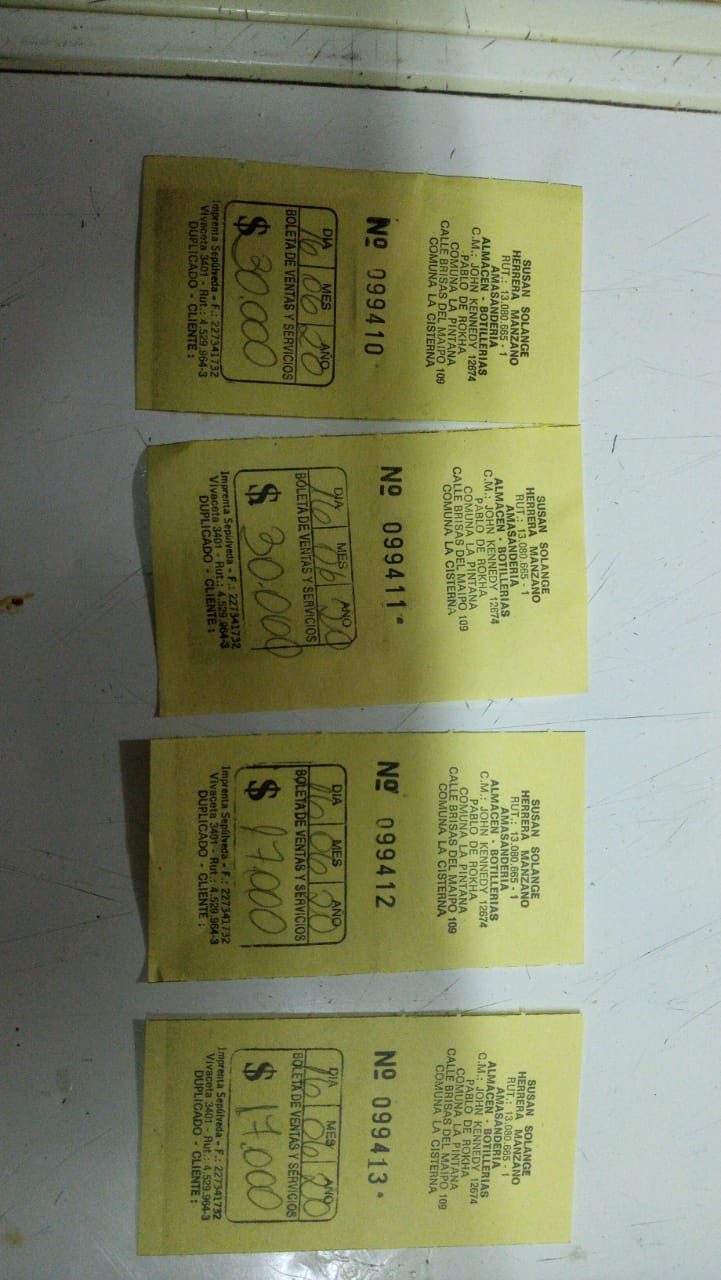 SUSAN SOLANGE
HERRERA MANZANO
RUT.: 13.080.665 - 1
AMASANDERIA
ALMACEN - BOTILLERIAS
C.M.: JOHN KENNEDY 12674
PABLO DE ROKHA
COMUNA LA PINTANA
CALLE BRISAS DEL MAIPO 109
COMUNA LA CISTERNA
Nº 099410
DIA MES AÑO
16 06 20
BOLETA DE VENTAS Y SERVICIOS
$ 30.000
Imprenta Sepúlveda - F.: 227341732
Vivaceta 3401 - Rut.: 4.529.964-3
DUPLICADO - CLIENTE :
SUSAN SOLANGE
HERRERA MANZANO
RUT.: 13.080.665 - 1
AMASANDERIA
ALMACEN - BOTILLERIAS
C.M.: JOHN KENNEDY 12674
PABLO DE ROKHA
COMUNA LA PINTANA
CALLE BRISAS DEL MAIPO 109
COMUNA LA CISTERNA
Nº 099411
DIA MES AÑO
16 06 20
BOLETA DE VENTAS Y SERVICIOS
$ 30.000
Imprenta Sepúlveda - F.: 227341732
Vivaceta 3401 - Rut.: 4.529.964-3
DUPLICADO - CLIENTE :
SUSAN SOLANGE
HERRERA MANZANO
RUT.: 13.080.665 - 1
AMASANDERIA
ALMACEN - BOTILLERIAS
C.M.: JOHN KENNEDY 12674
PABLO DE ROKHA
COMUNA LA PINTANA
CALLE BRISAS DEL MAIPO 109
COMUNA LA CISTERNA
Nº 099412
DIA MES AÑO
16 06 20
BOLETA DE VENTAS Y SERVICIOS
$ 17.000
Imprenta Sepúlveda - F.: 227341732
Vivaceta 3401 - Rut.: 4.529.964-3
DUPLICADO - CLIENTE :
SUSAN SOLANGE
HERRERA MANZANO
RUT.: 13.080.665 - 1
AMASANDERIA
ALMACEN - BOTILLERIAS
C.M.: JOHN KENNEDY 12674
PABLO DE ROKHA
COMUNA LA PINTANA
CALLE BRISAS DEL MAIPO 109
COMUNA LA CISTERNA
Nº 099413
DIA MES AÑO
16 06 20
BOLETA DE VENTAS Y SERVICIOS
$ 17.000
Imprenta Sepúlveda - F.: 227341732
Vivaceta 3401 - Rut.: 4.529.964-3
DUPLICADO - CLIENTE :